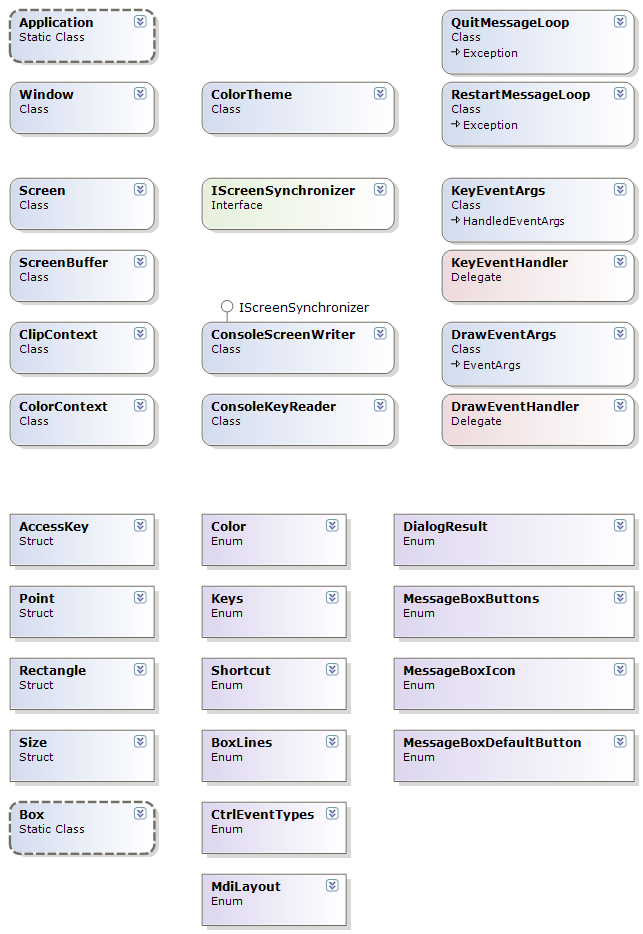 Application
Static Class
QuitMessageLoop
Class
Exception
Window
Class
ColorTheme
Class
RestartMessageLoop
Class
Exception
Screen
Class
IScreenSynchronizer
Interface
KeyEventArgs
Class
HandledEventArgs
ScreenBuffer
Class
KeyEventHandler
Delegate
IScreenSynchronizer
ClipContext
Class
ConsoleScreenWriter
Class
DrawEventArgs
Class
EventArgs
ColorContext
Class
ConsoleKeyReader
Class
DrawEventHandler
Delegate
AccessKey
Struct
Color
Enum
DialogResult
Enum
Point
Struct
Keys
Enum
MessageBoxButtons
Enum
Rectangle
Struct
Shortcut
Enum
MessageBoxIcon
Enum
Size
Struct
BoxLines
Enum
MessageBoxDefaultButton
Enum
Box
Static Class
CtrlEventTypes
Enum
MdiLayout
Enum